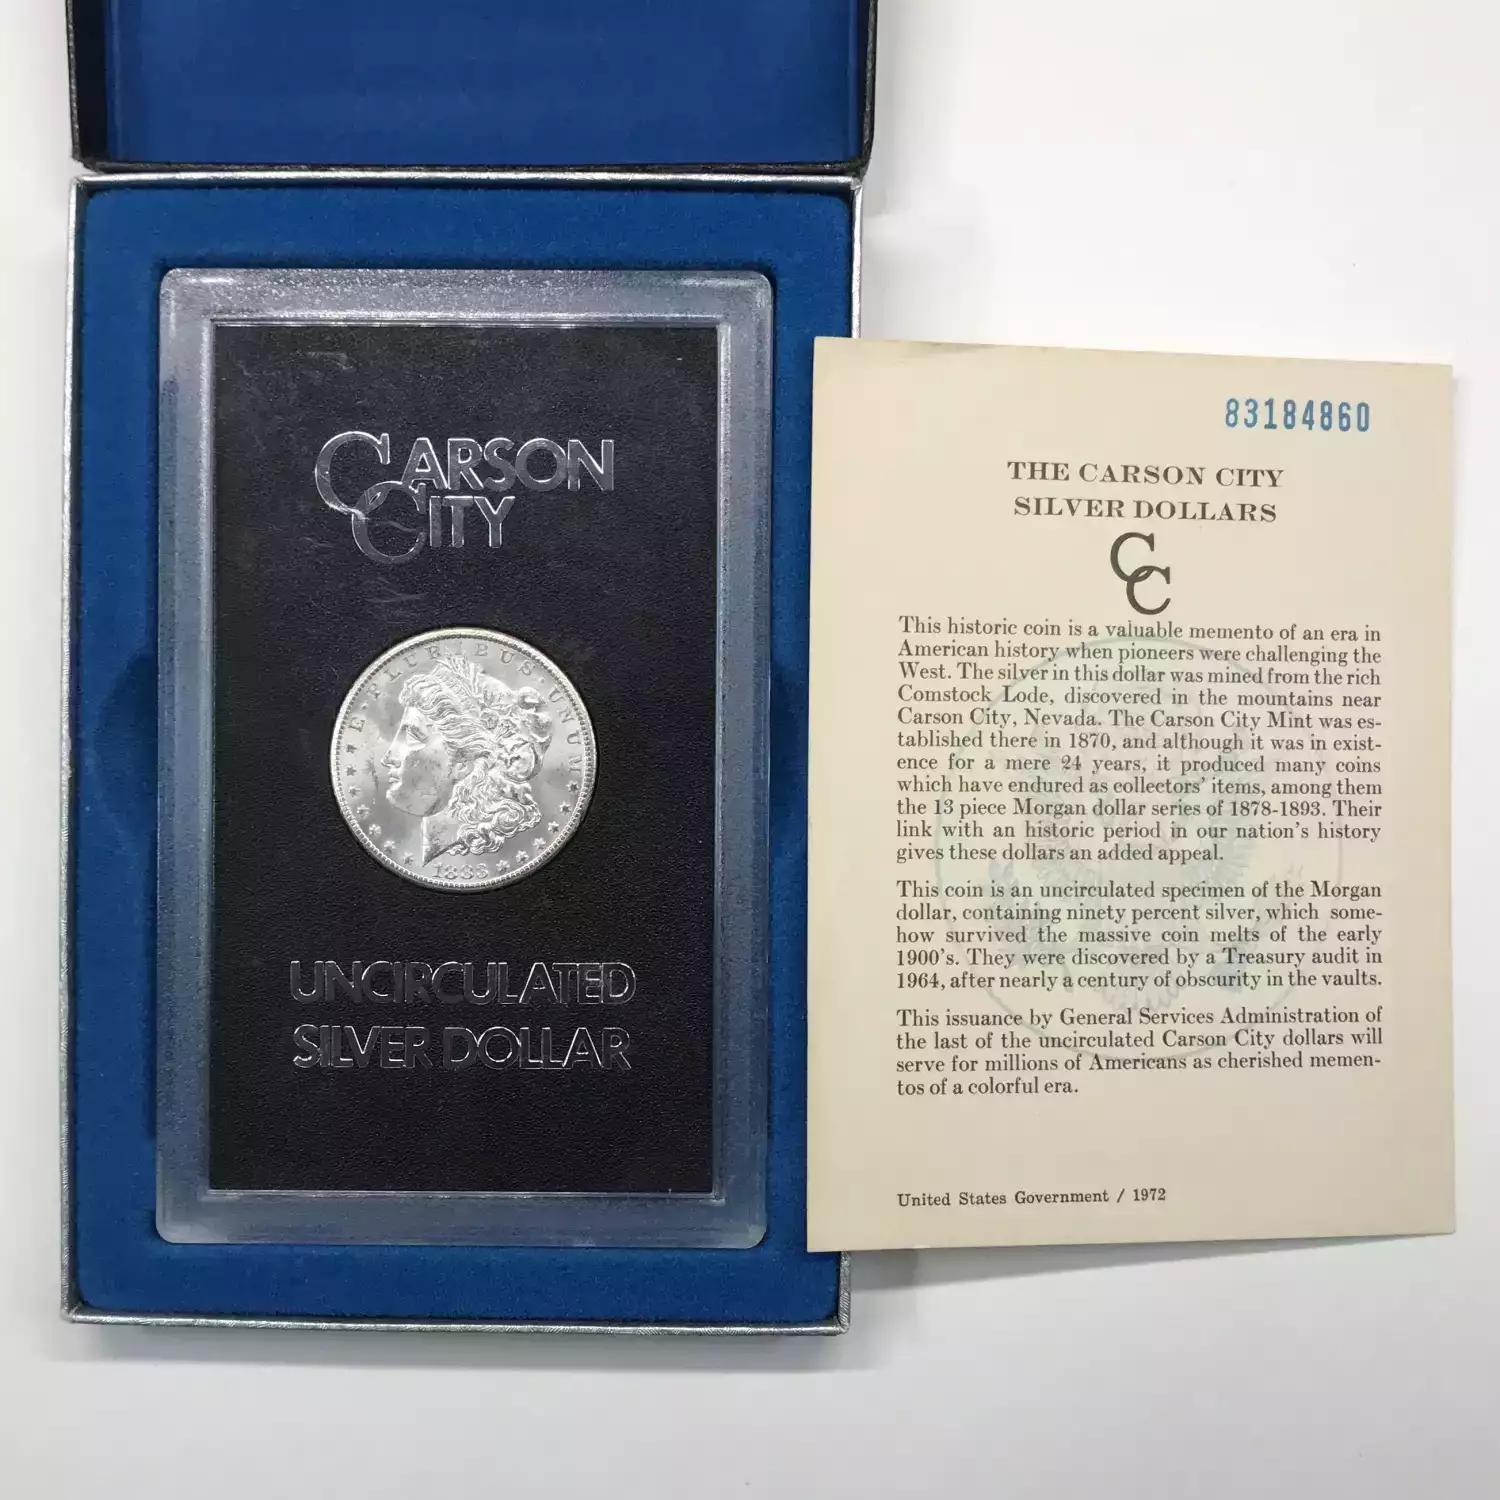 CARSON
CITY
E·PLURIBUS·UNUM
1883
UNCIRCULATED
SILVER DOLLAR
83184860
THE CARSON CITY
SILVER DOLLARS
CC
This historic coin is a valuable memento of an era in
American history when pioneers were challenging the
West. The silver in this dollar was mined from the rich
Comstock Lode, discovered in the mountains near
Carson City, Nevada. The Carson City Mint was es-
tablished there in 1870, and although it was in exist-
ence for a mere 24 years, it produced many coins
which have endured as collectors' items, among them
the 13 piece Morgan dollar series of 1878-1893. Their
link with an historic period in our nation's history
gives these dollars an added appeal.
This coin is an uncirculated specimen of the Morgan
dollar, containing ninety percent silver, which some-
how survived the massive coin melts of the early
1900's. They were discovered by a Treasury audit in
1964, after nearly a century of obscurity in the vaults.
This issuance by General Services Administration of
the last of the uncirculated Carson City dollars will
serve for millions of Americans as cherished memen-
tos of a colorful era.
United States Government / 1972